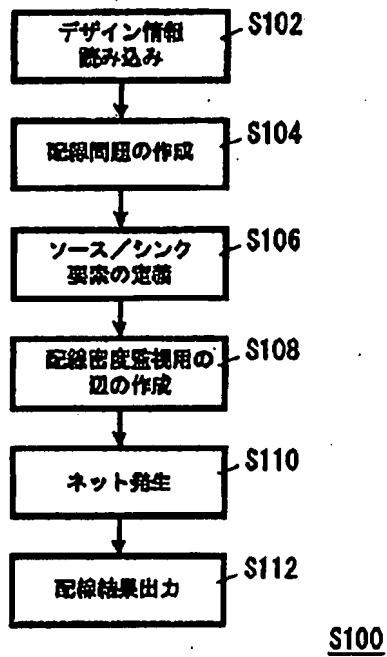 デザイン情報
読み込み
S102
配線問題の作成
S104
ソース／シンク
要素の定義
S106
配線密度監視用の
辺の作成
S108
ネット発生
S110
配線結果出力
S112
S100